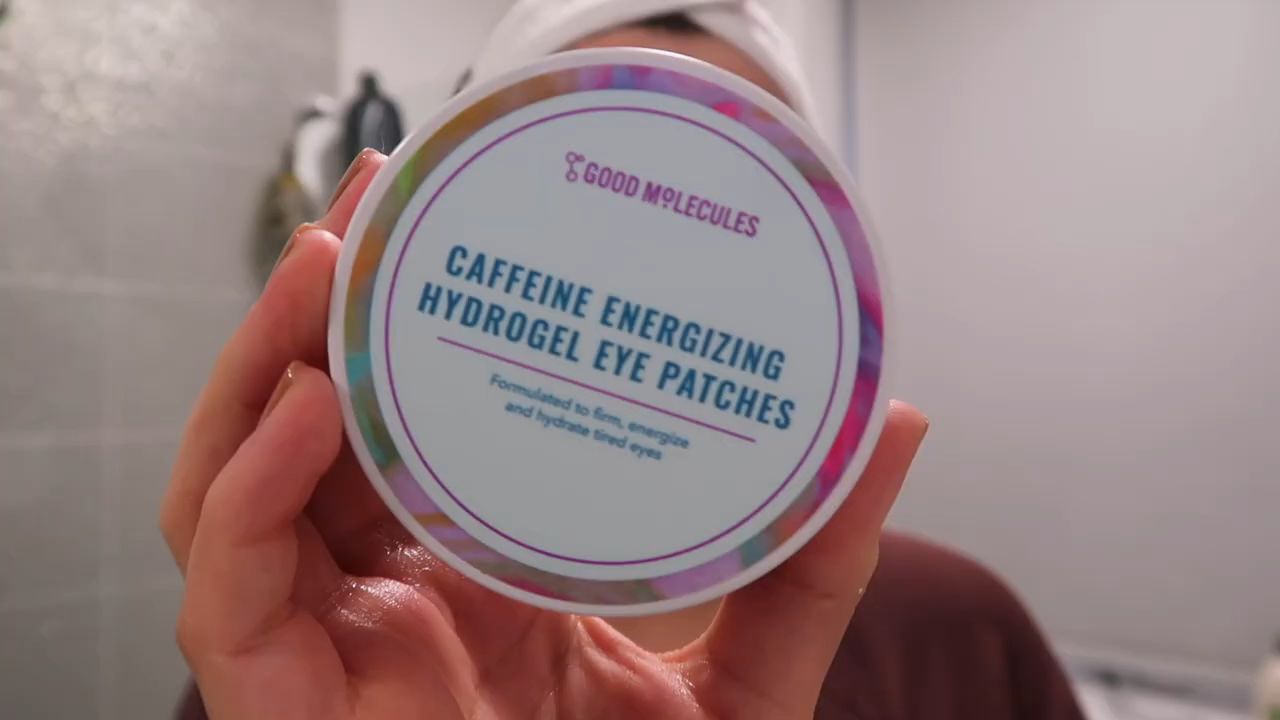 GOOD MOLECULES
CAFFEINE ENERGIZING
HYDROGEL EYE PATCHES
Formulated to firm, energize
and hydrate tired eyes